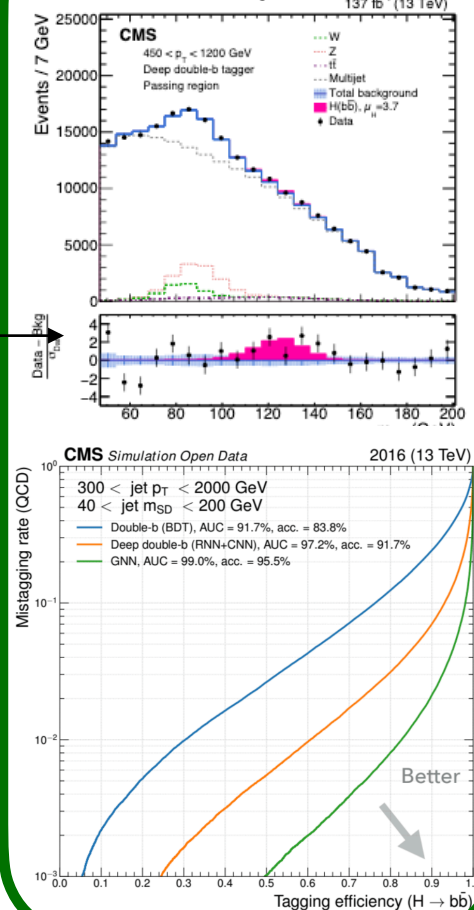 137 fb⁻¹ (13 TeV)
CMS
450 < p_T < 1200 GeV
Deep double-b tagger
Passing region
W
Z
tt̄
Multijet
Total background
H(bb̄), μ_H=3.7
Data
Events / 7 GeV
25000
20000
15000
10000
5000
0
Data − Bkg
4
2
0
−2
−4
60 80 100 120 140 160 180 200
CMS Simulation Open Data 2016 (13 TeV)
300 < jet p_T < 2000 GeV
40 < jet m_SD < 200 GeV
Double-b (BDT), AUC = 91.7%, acc. = 83.8%
Deep double-b (RNN+CNN), AUC = 97.2%, acc. = 91.7%
GNN, AUC = 99.0%, acc. = 95.5%
Mistagging rate (QCD)
10⁰
10⁻¹
10⁻²
10⁻³
Better
0.0 0.1 0.2 0.3 0.4 0.5 0.6 0.7 0.8 0.9 1.
Tagging efficiency (H → bb̄)